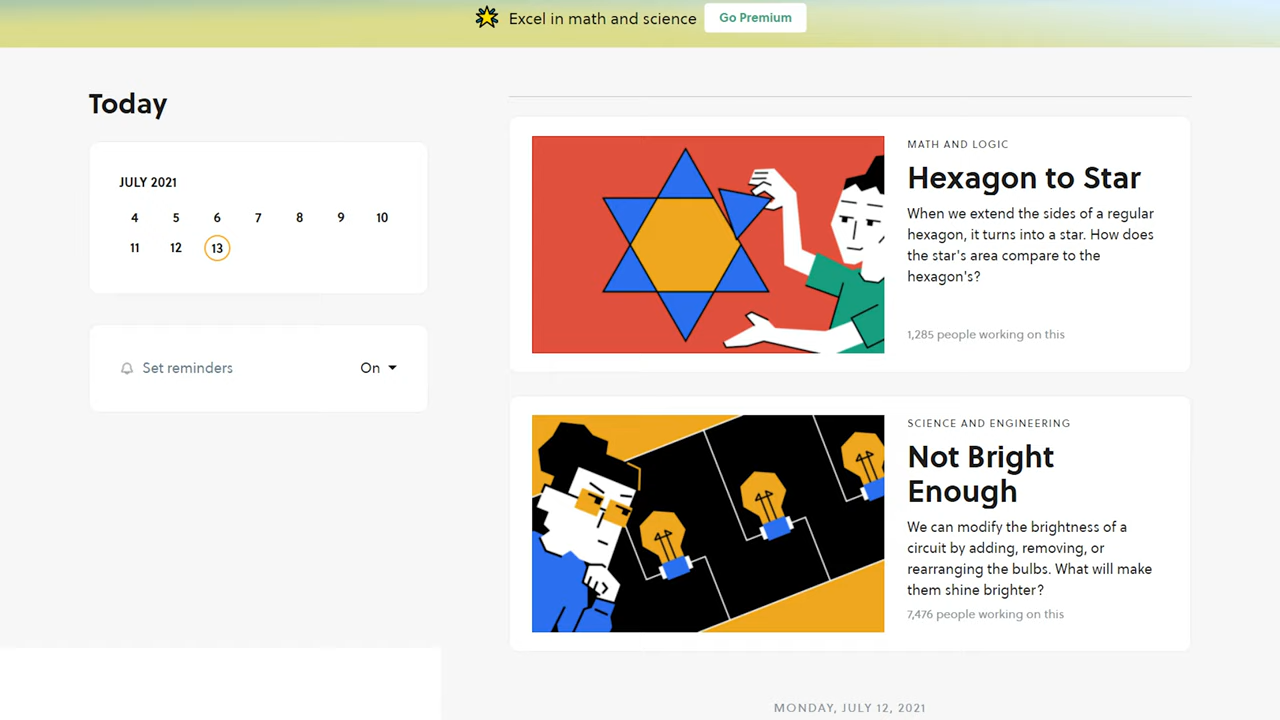 Excel in math and science Go Premium
Today
JULY 2021
4 5 6 7 8 9 10
11 12 13
Set reminders On
MATH AND LOGIC
Hexagon to Star
When we extend the sides of a regular
hexagon, it turns into a star. How does
the star's area compare to the
hexagon's?
1,285 people working on this
SCIENCE AND ENGINEERING
Not Bright
Enough
We can modify the brightness of a
circuit by adding, removing, or
rearranging the bulbs. What will make
them shine brighter?
7,476 people working on this
MONDAY, JULY 12, 2021